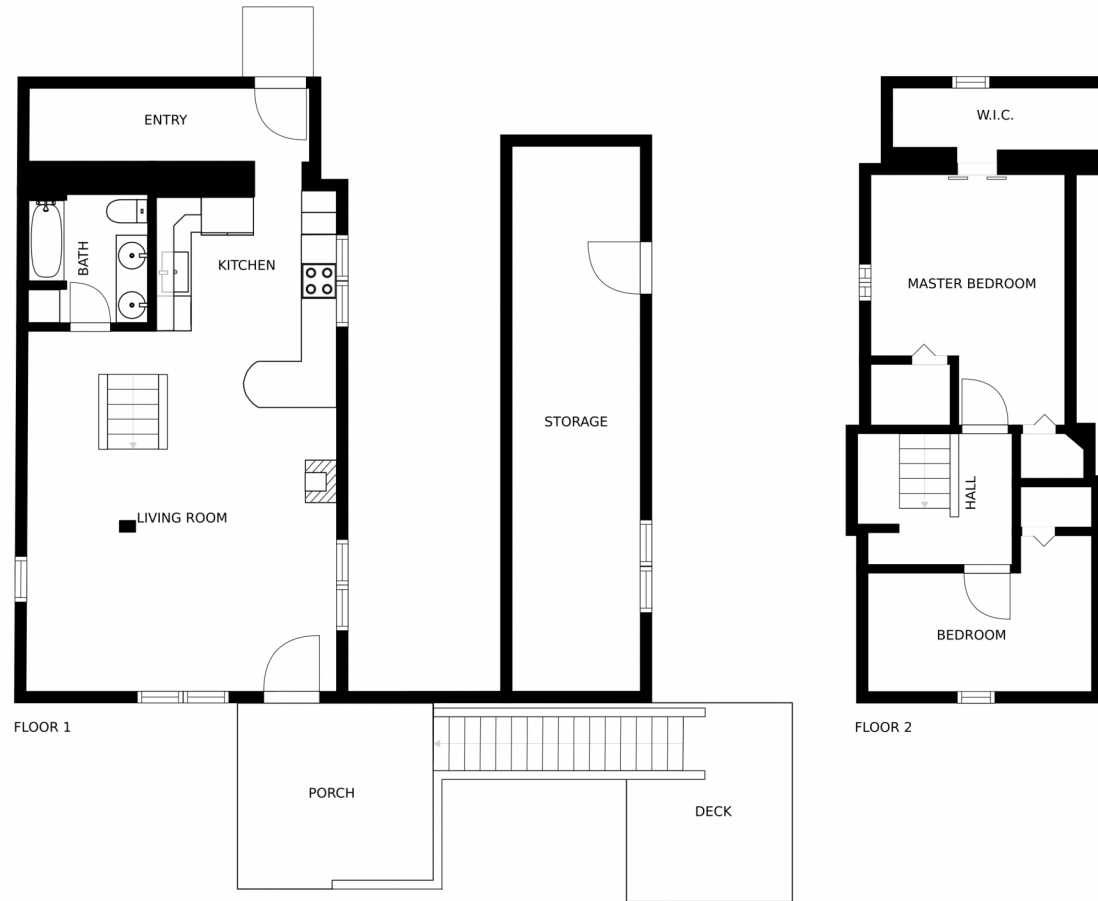 ENTRY
W.I.C.
BATH
KITCHEN
MASTER BEDROOM
STORAGE
HALL
LIVING ROOM
BEDROOM
FLOOR 1
FLOOR 2
PORCH
DECK